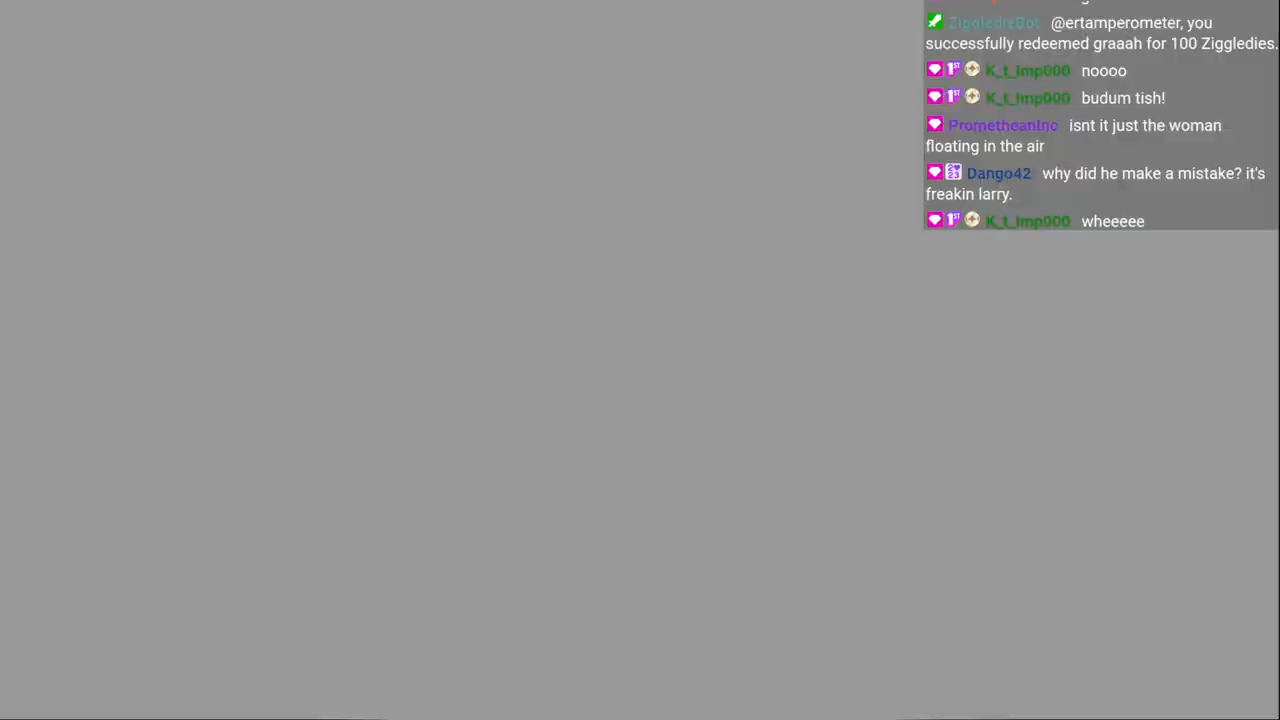 ZiggledieBot @ertamperometer, you
successfully redeemed graaah for 100 Ziggledies.
K_t_Imp000 noooo
K_t_Imp000 budum tish!
PrometheanInc isnt it just the woman
floating in the air
Dango42 why did he make a mistake? it's
freakin larry.
K_t_Imp000 wheeeee